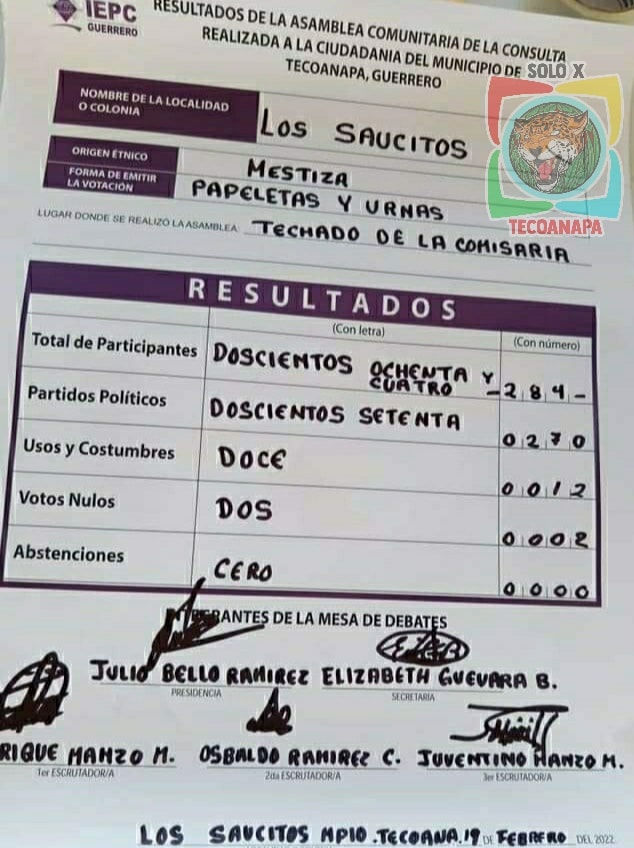 IEPC
GUERRERO
RESULTADOS DE LA ASAMBLEA COMUNITARIA DE LA CONSULTA
REALIZADA A LA CIUDADANIA DEL MUNICIPIO DE
TECOANAPA, GUERRERO
SOLO X
TECOANAPA
NOMBRE DE LA LOCALIDAD
O COLONIA
LOS SAUCITOS
ORIGEN ÉTNICO
MESTIZA
FORMA DE EMITIR
LA VOTACIÓN
PAPELETAS Y URNAS
LUGAR DONDE SE REALIZÓ LA ASAMBLEA: TECHADO DE LA COMISARIA
RESULTADOS
(Con letra) (Con número)
Total de Participantes DOSCIENTOS OCHENTA Y
CUATRO -284-
Partidos Políticos DOSCIENTOS SETENTA 0270
Usos y Costumbres DOCE 0012
Votos Nulos DOS 0002
Abstenciones CERO 0000
GRANTES DE LA MESA DE DEBATES
JULIO BELLO RAMIREZ ELIZABETH GUEVARA B.
PRESIDENCIA SECRETARIA
RIQUE MANZO M. OSBALDO RAMIREZ C. JUVENTINO MANZO M.
1er ESCRUTADOR/A 2da ESCRUTADOR/A 3er ESCRUTADOR/A
LOS SAUCITOS MPIO.TECOANA.19 DE FEBRERO DEL 2022